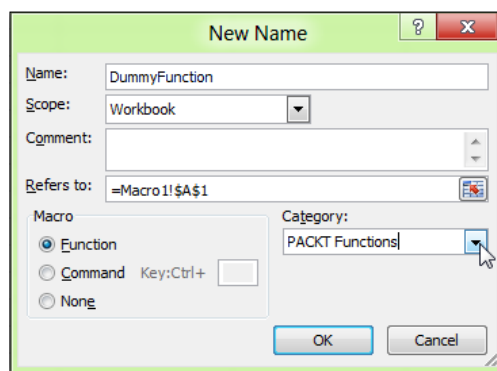 New Name
?
x
Name: DummyFunction
Scope: Workbook
Comment:
Refers to: =Macro1!$A$1
Macro
Category:
Function
PACKT Functions
Command Key:Ctrl+
None
OK
Cancel